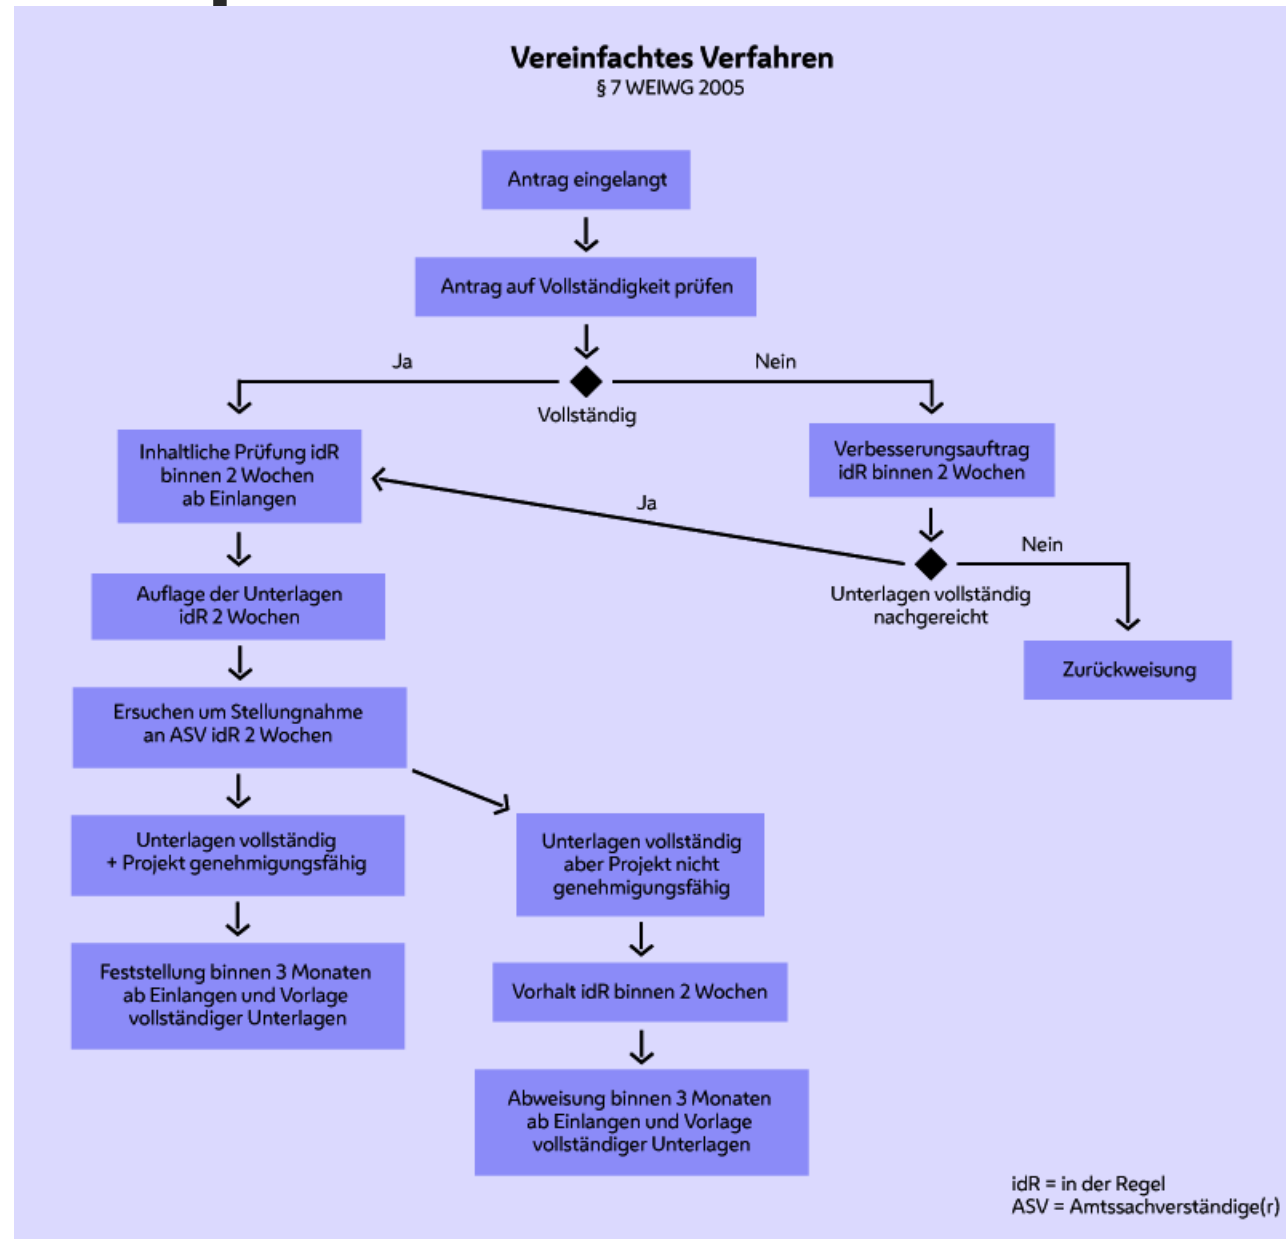 Vereinfachtes Verfahren
§ 7 WEIWG 2005
Antrag eingelangt
Antrag auf Vollständigkeit prüfen
Ja
Nein
Vollständig
Inhaltliche Prüfung idR
binnen 2 Wochen
ab Einlangen
Verbesserungsauftrag
idR binnen 2 Wochen
Ja
Nein
Unterlagen vollständig
nachgereicht
Auflage der Unterlagen
idR 2 Wochen
Zurückweisung
Ersuchen um Stellungnahme
an ASV idR 2 Wochen
Unterlagen vollständig
+ Projekt genehmigungsfähig
Unterlagen vollständig
aber Projekt nicht
genehmigungsfähig
Feststellung binnen 3 Monaten
ab Einlangen und Vorlage
vollständiger Unterlagen
Vorhalt idR binnen 2 Wochen
Abweisung binnen 3 Monaten
ab Einlangen und Vorlage
vollständiger Unterlagen
idR = in der Regel
ASV = Amtssachverständige(r)